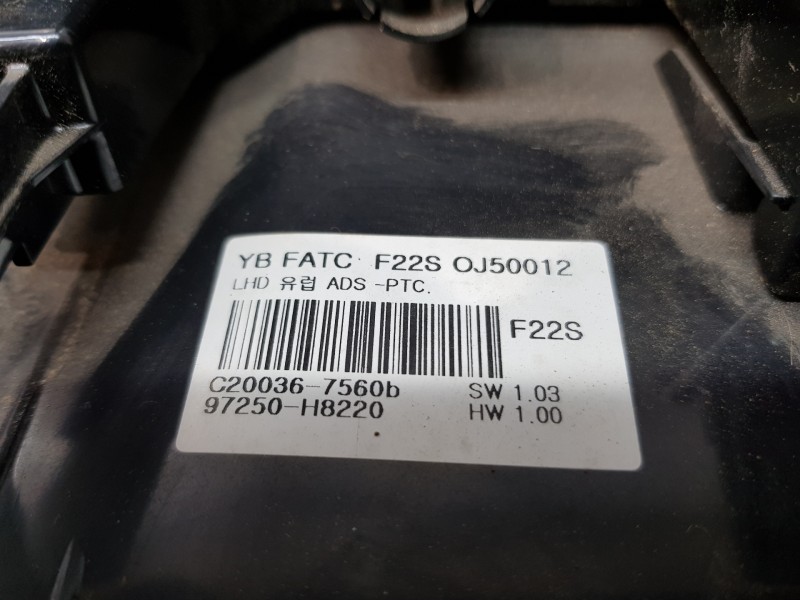 YB FATC F22S OJ50012
LHD 유럽 ADS -PTC.
F22S
C20036-7560b SW 1.03
97250-H8220 HW 1.00